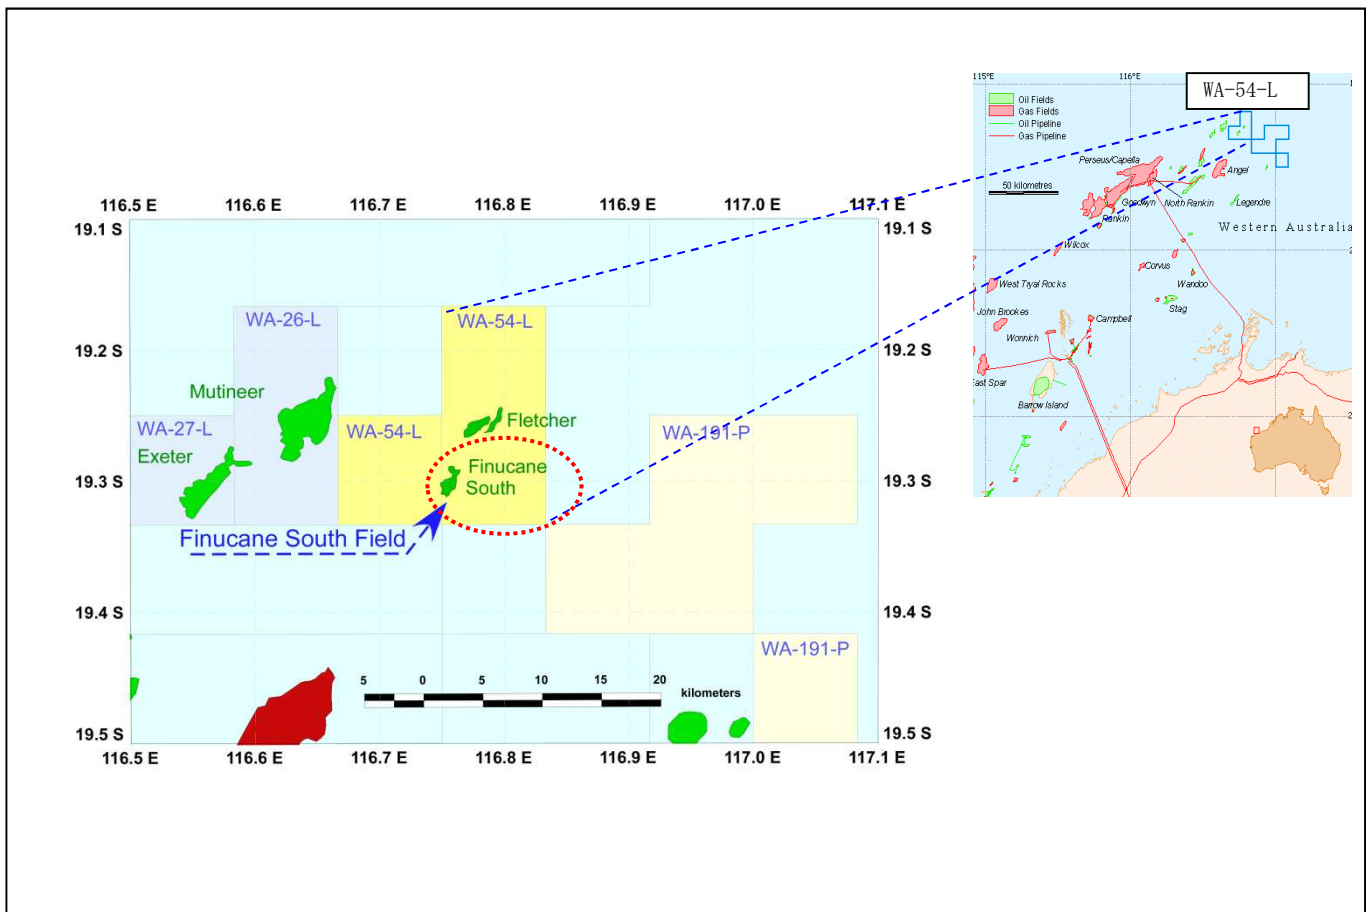 WA-54-L
115°E
116°E
1
Oil Fields
Gas Fields
Oil Pipeline
Gas Pipeline
50 kilometres
Perseus/Capella
Angel
Goodwyn
North Rankin
Legendre
Rankin
Western Australia
Wilcox
Corvus
West Tryal Rocks
Wandoo
Stag
John Brookes
Campbell
Wonnich
East Spar
Barrow Island
2
116.5 E
116.6 E
116.7 E
116.8 E
116.9 E
117.0 E
117.1 E
19.1 S
19.1 S
WA-26-L
WA-54-L
19.2 S
19.2 S
Mutineer
Fletcher
WA-27-L
WA-54-L
WA-191-P
Exeter
Finucane
South
19.3 S
19.3 S
Finucane South Field
19.4 S
19.4 S
WA-191-P
5
0
5
10
15
20
kilometers
19.5 S
19.5 S
116.5 E
116.6 E
116.7 E
116.8 E
116.9 E
117.0 E
117.1 E